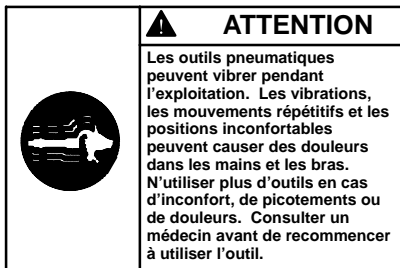 ATTENTION
Les outils pneumatiques
peuvent vibrer pendant
l'exploitation. Les vibrations,
les mouvements répétitifs et les
positions inconfortables
peuvent causer des douleurs
dans les mains et les bras.
N'utiliser plus d'outils en cas
d'inconfort, de picotements ou
de douleurs. Consulter un
médecin avant de recommencer
à utiliser l'outil.